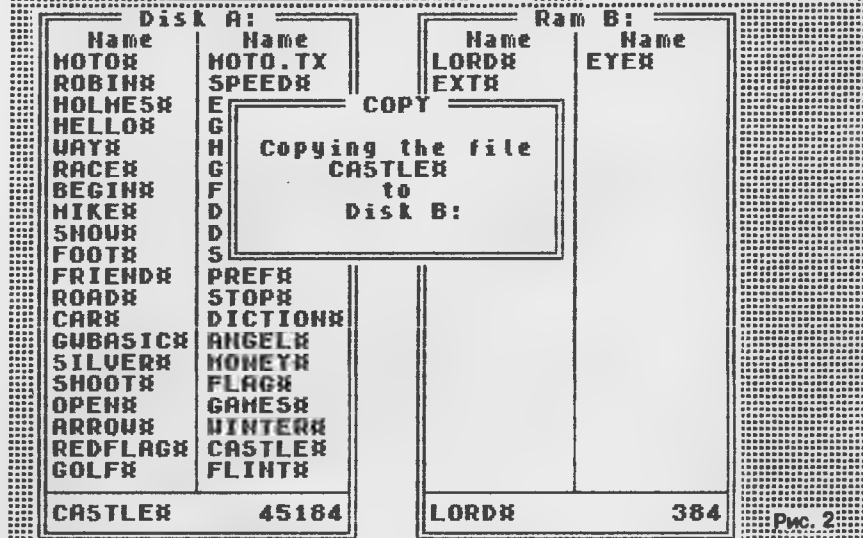 Disk A:
Name
MOTO¤
ROBIN¤
HOLMES¤
HELLO¤
WAY¤
RACE¤
BEGIN¤
MIKE¤
SNOW¤
FOOT¤
FRIEND¤
ROAD¤
CAR¤
GWBASIC¤
SILVER¤
SHOOT¤
OPEN¤
ARROW¤
REDFLAG¤
GOLF¤
Name
MOTO.TX
SPEED¤
E
G
H
G
F
D
D
S
PREF¤
STOP¤
DICTION¤
ANGEL¤
MONEY¤
FLAG¤
GAMES¤
WINTER¤
CASTLE¤
FLINT¤
CASTLE¤ 45184
COPY
Copying the file
CASTLE¤
to
Disk B:
Ram B:
Name
LORD¤
EXT¤
Name
EYE¤
LORD¤ 384
Рис. 2